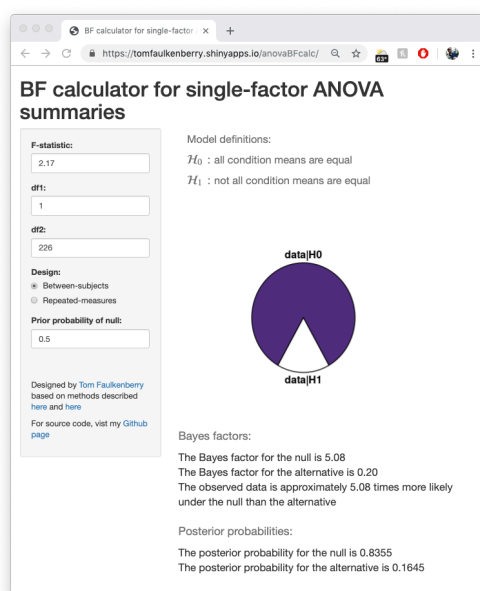 BF calculator for single-factor
https://tomfaulkenberry.shinyapps.io/anovaBFcalc/
63°
BF calculator for single-factor ANOVA
summaries
F-statistic:
2.17
df1:
1
df2:
226
Design:
Between-subjects
Repeated-measures
Prior probability of null:
0.5
Designed by Tom Faulkenberry
based on methods described
here and here
For source code, vist my Github
page
Model definitions:
H0 : all condition means are equal
H1 : not all condition means are equal
data|H0
data|H1
Bayes factors:
The Bayes factor for the null is 5.08
The Bayes factor for the alternative is 0.20
The observed data is approximately 5.08 times more likely
under the null than the alternative
Posterior probabilities:
The posterior probability for the null is 0.8355
The posterior probability for the alternative is 0.1645